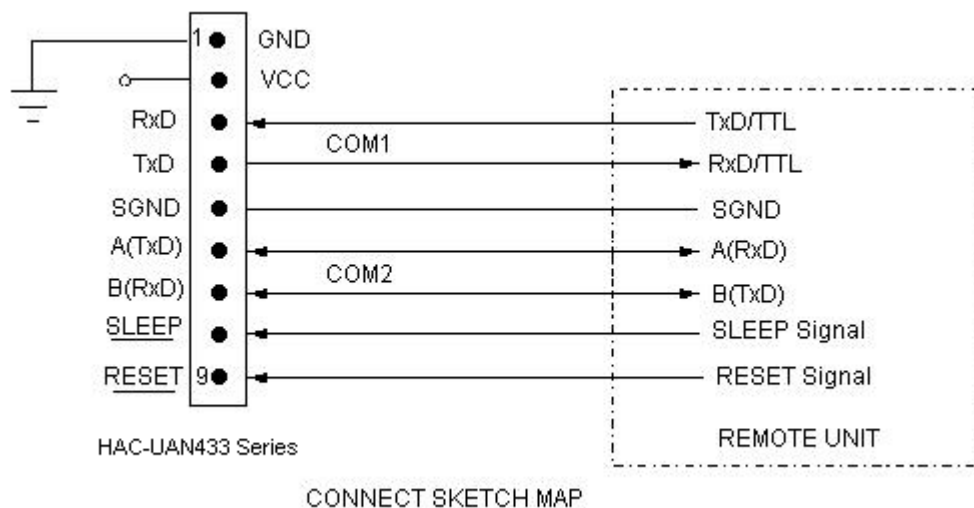 1 GND
VCC
RxD TxD/TTL
COM1
TxD RxD/TTL
SGND SGND
A(TxD) A(RxD)
COM2
B(RxD) B(TxD)
SLEEP SLEEP Signal
RESET 9 RESET Signal
HAC-UAN433 Series
REMOTE UNIT
CONNECT SKETCH MAP